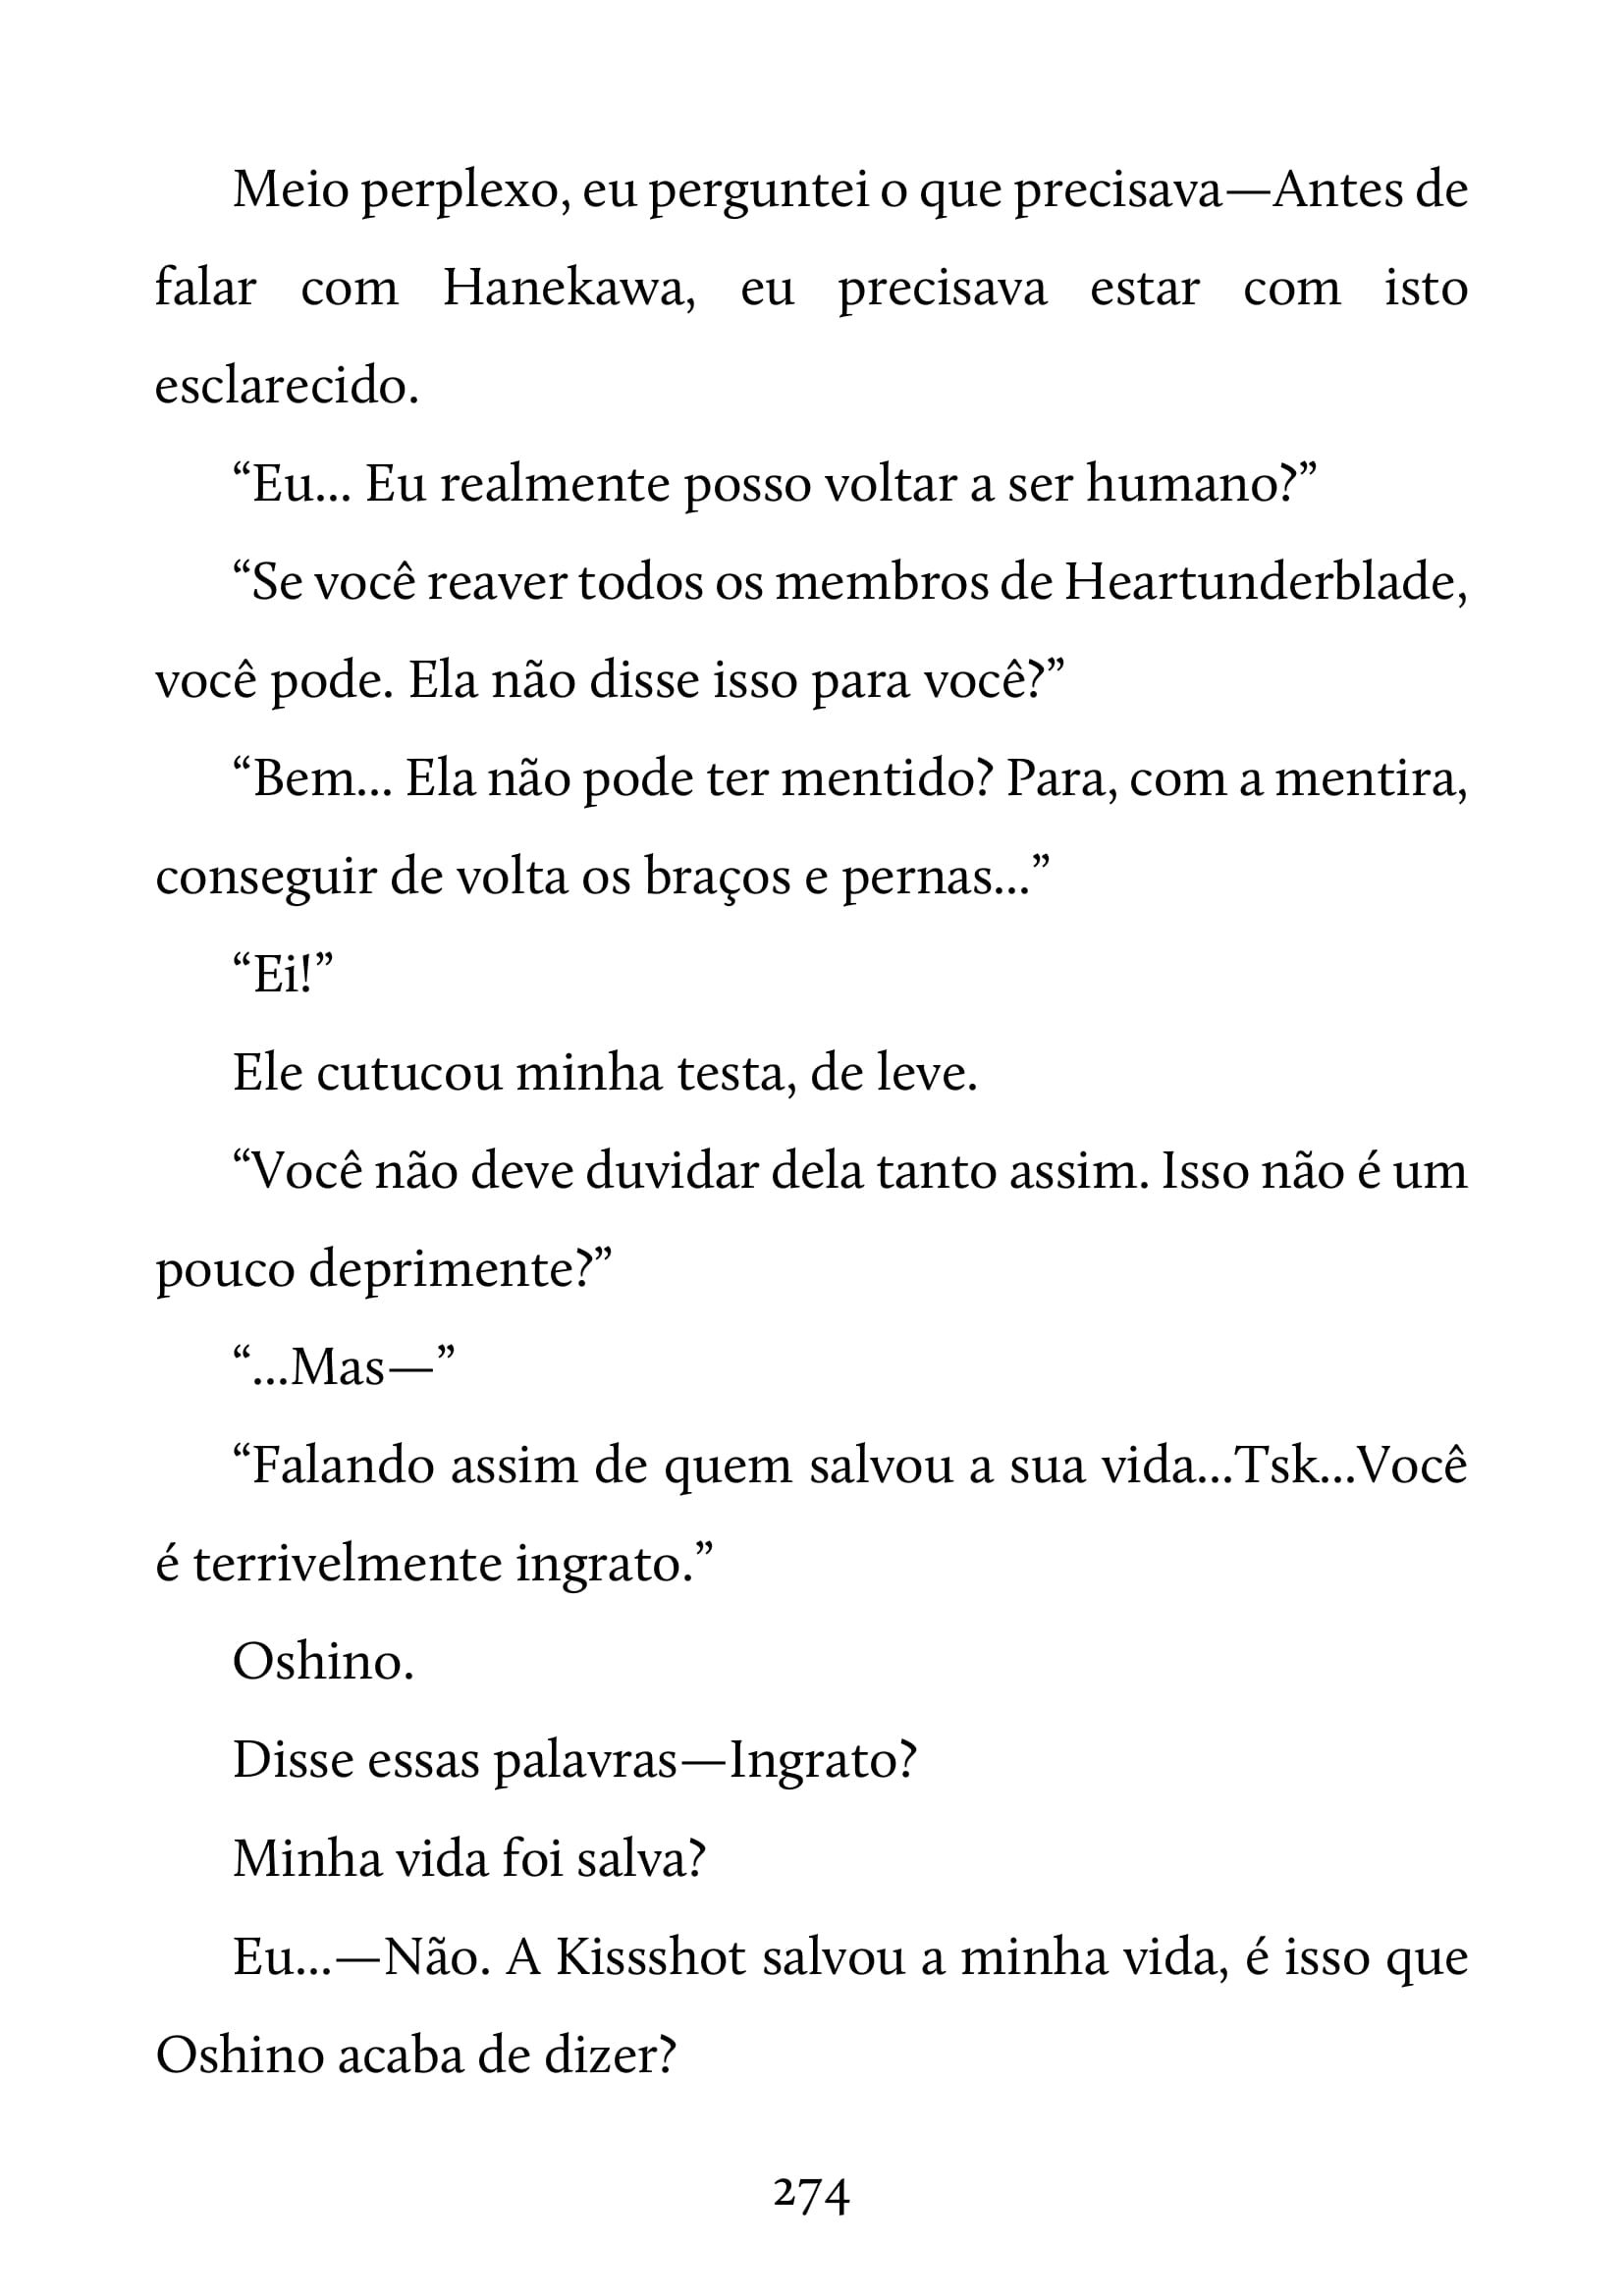 Meio perplexo, eu perguntei o que precisava—Antes de
falar com Hanekawa, eu precisava estar com isto
esclarecido.
“Eu... Eu realmente posso voltar a ser humano?”
“Se você reaver todos os membros de Heartunderblade,
você pode. Ela não disse isso para você?”
“Bem... Ela não pode ter mentido? Para, com a mentira,
conseguir de volta os braços e pernas...”
“Ei!”
Ele cutucou minha testa, de leve.
“Você não deve duvidar dela tanto assim. Isso não é um
pouco deprimente?”
“...Mas—”
“Falando assim de quem salvou a sua vida...Tsk...Você
é terrivelmente ingrato.”
Oshino.
Disse essas palavras—Ingrato?
Minha vida foi salva?
Eu...—Não. A Kissshot salvou a minha vida, é isso que
Oshino acaba de dizer?
274